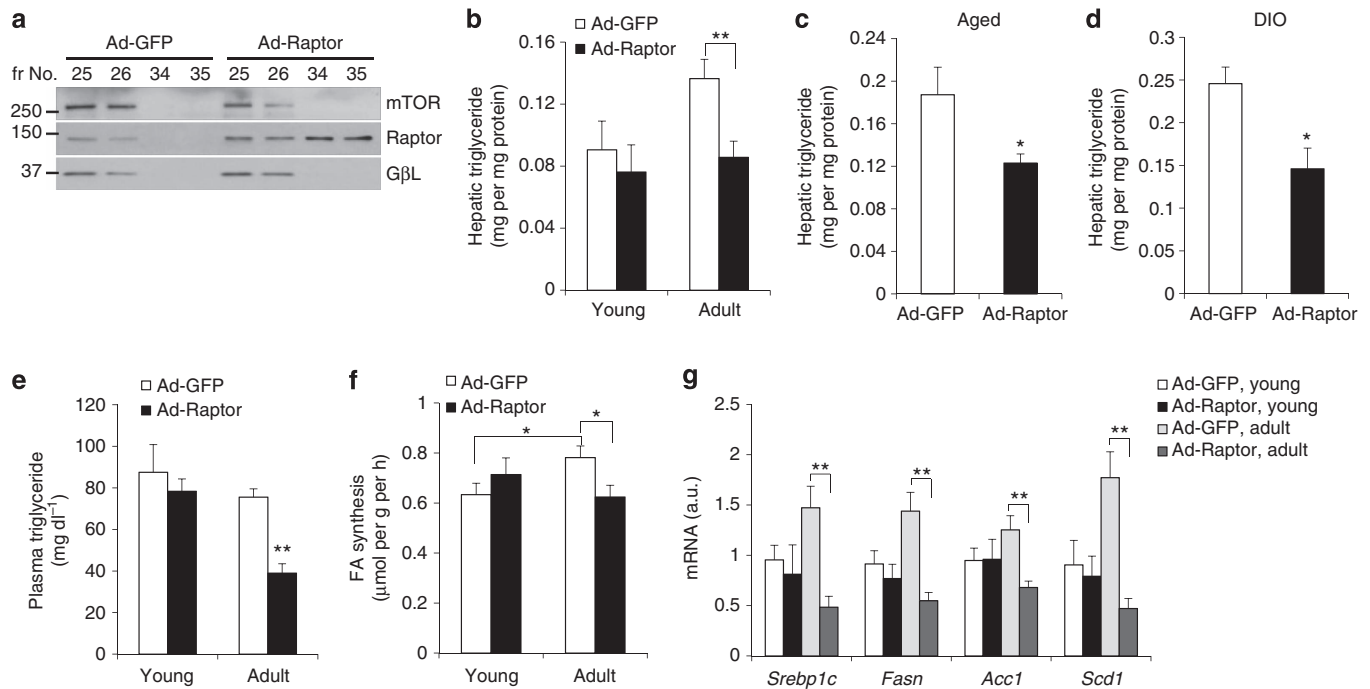 a
Ad-GFP Ad-Raptor
fr No. 25 26 34 35 25 26 34 35
250 mTOR
150 Raptor
37 GβL
b
Ad-GFP
Ad-Raptor
**
0.16
0.12
0.08
0.04
0
Hepatic triglyceride
(mg per mg protein)
Young Adult
c
Aged
0.24
0.2
0.16
0.12
0.08
0.04
0
Hepatic triglyceride
(mg per mg protein)
*
Ad-GFP Ad-Raptor
d
DIO
0.3
0.25
0.2
0.15
0.1
0.05
0
Hepatic triglyceride
(mg per mg protein)
*
Ad-GFP Ad-Raptor
e
Ad-GFP
Ad-Raptor
120
100
80
60
40
20
0
Plasma triglyceride
(mg dl⁻¹)
**
Young Adult
f
Ad-GFP
Ad-Raptor
1
0.8
0.6
0.4
0.2
0
FA synthesis
(μmol per g per h)
*
*
Young Adult
g
Ad-GFP, young
Ad-Raptor, young
Ad-GFP, adult
Ad-Raptor, adult
2.5
2
1.5
1
0.5
0
mRNA (a.u.)
** ** ** **
Srebp1c Fasn Acc1 Scd1